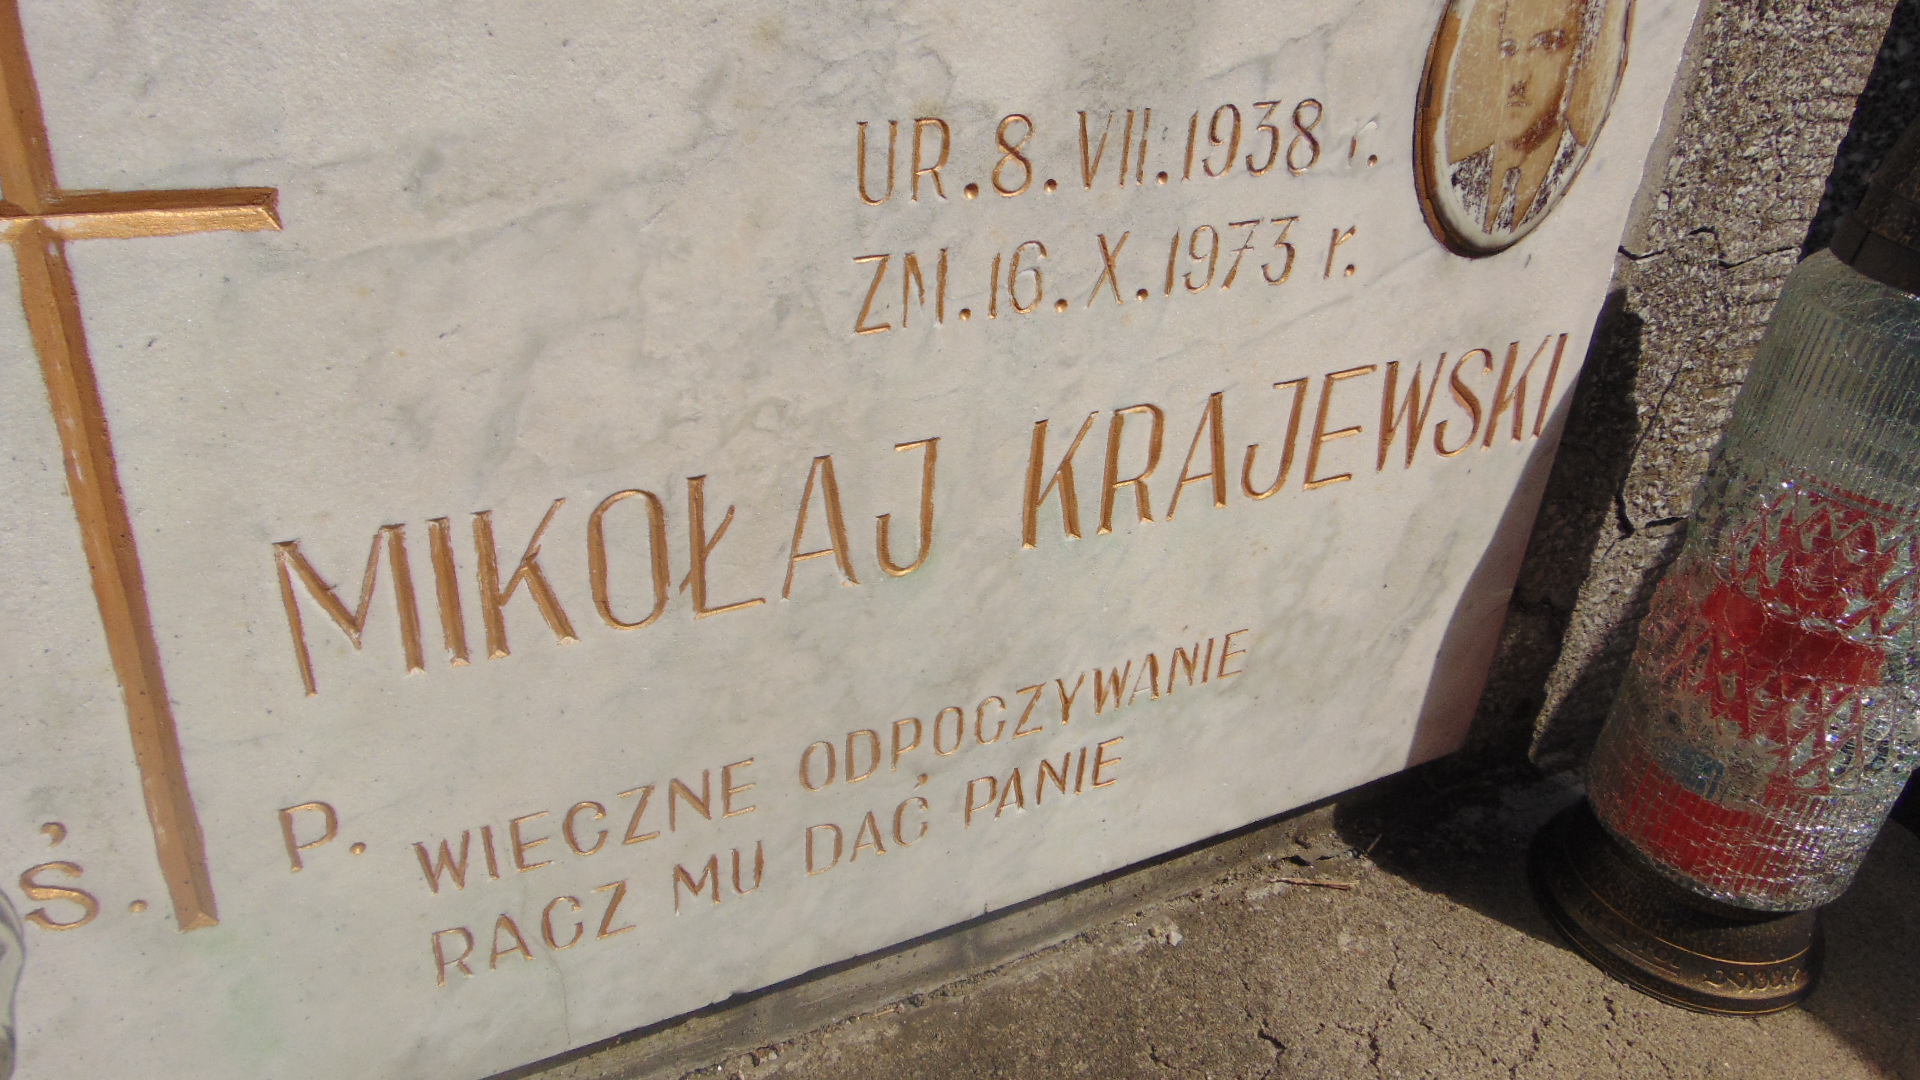 UR. 8. VII. 1938 r.
ZM. 16. X. 1973 r.
MIKOŁAJ KRAJEWSKI
Ś. P.
WIECZNE ODPOCZYWANIE
RACZ MU DAĆ PANIE